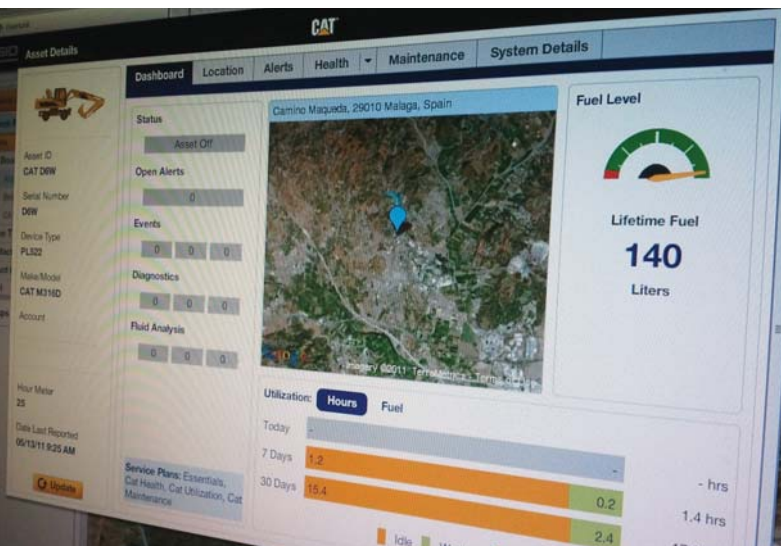 CAT
Asset Details
Dashboard
Location
Alerts
Health
Maintenance
System Details
Asset ID
CAT D6W
Serial Number
D6W
Device Type
PL522
Make/Model
CAT M316D
Account
Hour Meter
25
Date Last Reported
05/13/11 9:25 AM
Update
Status
Asset Off
Open Alerts
0
Events
0 0 0
Diagnostics
0 0 0
Fluid Analysis
0 0 0
Service Plans: Essentials,
Cat Health, Cat Utilization, Cat
Maintenance
Camino Maqueda, 29010 Malaga, Spain
Imagery ©2011 TerraMetrics Terms of
Fuel Level
Lifetime Fuel
140
Liters
Utilization: Hours Fuel
Today - - - hrs
7 Days 1.2 0.2 1.4 hrs
30 Days 15.4 2.4
Idle